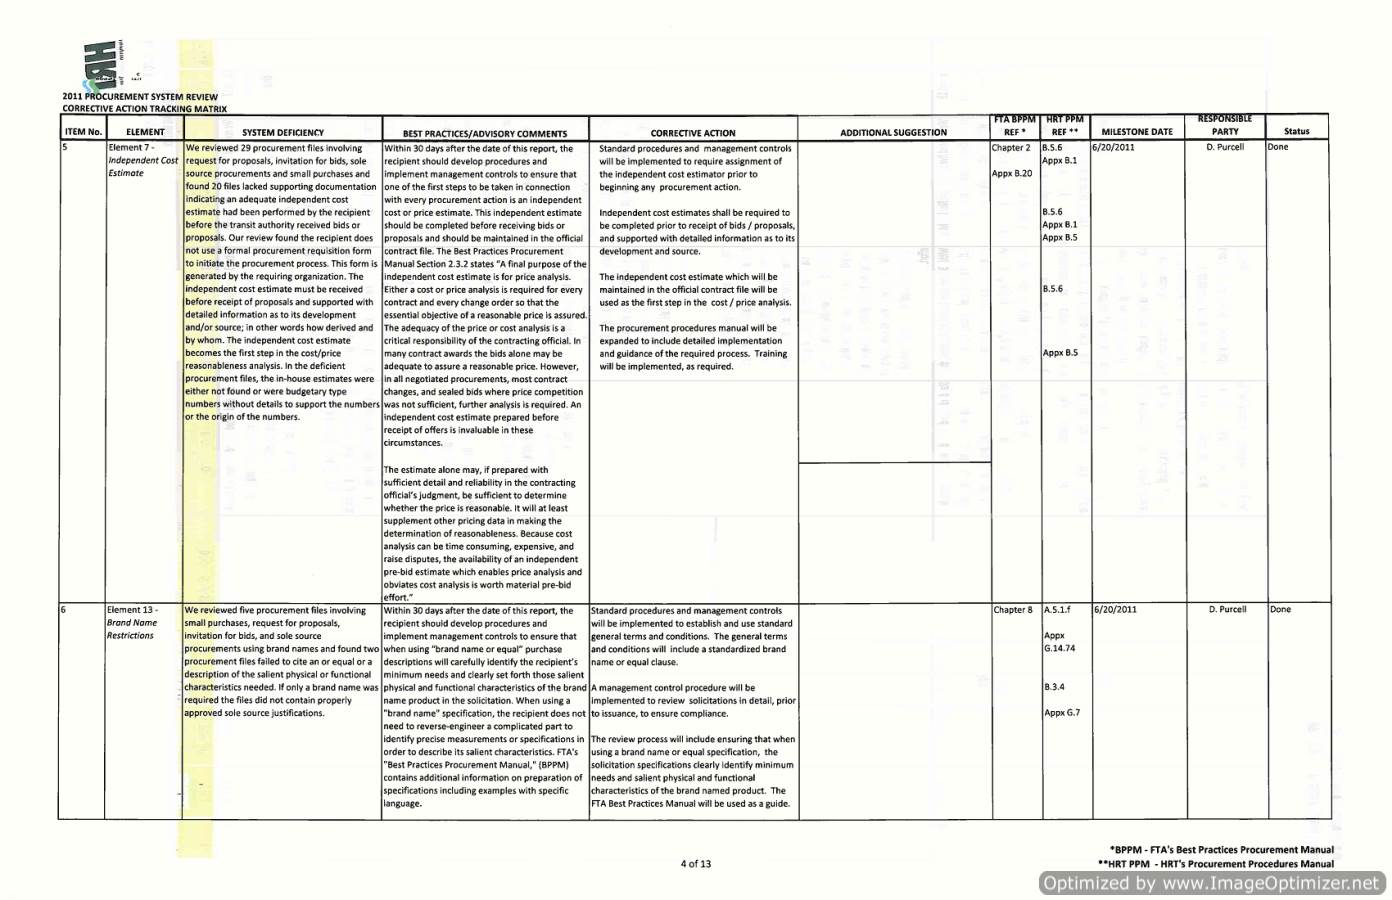 HRT
2011 PROCUREMENT SYSTEM REVIEW
CORRECTIVE ACTION TRACKING MATRIX
ITEM No.
ELEMENT
SYSTEM DEFICIENCY
BEST PRACTICES/ADVISORY COMMENTS
CORRECTIVE ACTION
ADDITIONAL SUGGESTION
FTA BPPM
REF *
HRT PPM
REF **
MILESTONE DATE
RESPONSIBLE
PARTY
Status
5
Element 7 -
Independent Cost
Estimate
We reviewed 29 procurement files involving
request for proposals, invitation for bids, sole
source procurements and small purchases and
found 20 files lacked supporting documentation
indicating an adequate independent cost
estimate had been performed by the recipient
before the transit authority received bids or
proposals. Our review found the recipient does
not use a formal procurement requisition form
to initiate the procurement process. This form is
generated by the requiring organization. The
independent cost estimate must be received
before receipt of proposals and supported with
detailed information as to its development
and/or source; in other words how derived and
by whom. The independent cost estimate
becomes the first step in the cost/price
reasonableness analysis. In the deficient
procurement files, the in-house estimates were
either not found or were budgetary type
numbers without details to support the numbers
or the origin of the numbers.
Within 30 days after the date of this report, the
recipient should develop procedures and
implement management controls to ensure that
one of the first steps to be taken in connection
with every procurement action is an independent
cost or price estimate. This independent estimate
should be completed before receiving bids or
proposals and should be maintained in the official
contract file. The Best Practices Procurement
Manual Section 2.3.2 states "A final purpose of the
independent cost estimate is for price analysis.
Either a cost or price analysis is required for every
contract and every change order so that the
essential objective of a reasonable price is assured.
The adequacy of the price or cost analysis is a
critical responsibility of the contracting official. In
many contract awards the bids alone may be
adequate to assure a reasonable price. However,
in all negotiated procurements, most contract
changes, and sealed bids where price competition
was not sufficient, further analysis is required. An
independent cost estimate prepared before
receipt of offers is invaluable in these
circumstances.
The estimate alone may, if prepared with
sufficient detail and reliability in the contracting
official's judgment, be sufficient to determine
whether the price is reasonable. It will at least
supplement other pricing data in making the
determination of reasonableness. Because cost
analysis can be time consuming, expensive, and
raise disputes, the availability of an independent
pre-bid estimate which enables price analysis and
obviates cost analysis is worth material pre-bid
effort."
Standard procedures and management controls
will be implemented to require assignment of
the independent cost estimator prior to
beginning any procurement action.
Independent cost estimates shall be required to
be completed prior to receipt of bids / proposals,
and supported with detailed information as to its
development and source.
The independent cost estimate which will be
maintained in the official contract file will be
used as the first step in the cost / price analysis.
The procurement procedures manual will be
expanded to include detailed implementation
and guidance of the required process. Training
will be implemented, as required.
Chapter 2
Appx B.20
B.5.6
Appx B.1
B.5.6
Appx B.1
Appx B.5
B.5.6
Appx B.5
6/20/2011
D. Purcell
Done
6
Element 13 -
Brand Name
Restrictions
We reviewed five procurement files involving
small purchases, request for proposals,
invitation for bids, and sole source
procurements using brand names and found two
procurement files failed to cite an or equal or a
description of the salient physical or functional
characteristics needed. If only a brand name was
required the files did not contain properly
approved sole source justifications.
Within 30 days after the date of this report, the
recipient should develop procedures and
implement management controls to ensure that
when using "brand name or equal" purchase
descriptions will carefully identify the recipient's
minimum needs and clearly set forth those salient
physical and functional characteristics of the brand
name product in the solicitation. When using a
"brand name" specification, the recipient does not
need to reverse-engineer a complicated part to
identify precise measurements or specifications in
order to describe its salient characteristics. FTA's
"Best Practices Procurement Manual," (BPPM)
contains additional information on preparation of
specifications including examples with specific
language.
Standard procedures and management controls
will be implemented to establish and use standard
general terms and conditions. The general terms
and conditions will include a standardized brand
name or equal clause.
A management control procedure will be
implemented to review solicitations in detail, prior
to issuance, to ensure compliance.
The review process will include ensuring that when
using a brand name or equal specification, the
solicitation specifications clearly identify minimum
needs and salient physical and functional
characteristics of the brand named product. The
FTA Best Practices Manual will be used as a guide.
Chapter 8
A.5.1.f
Appx
G.14.74
B.3.4
Appx G.7
6/20/2011
D. Purcell
Done
*BPPM - FTA's Best Practices Procurement Manual
4 of 13
**HRT PPM - HRT's Procurement Procedures Manual
Optimized by www.ImageOptimizer.net